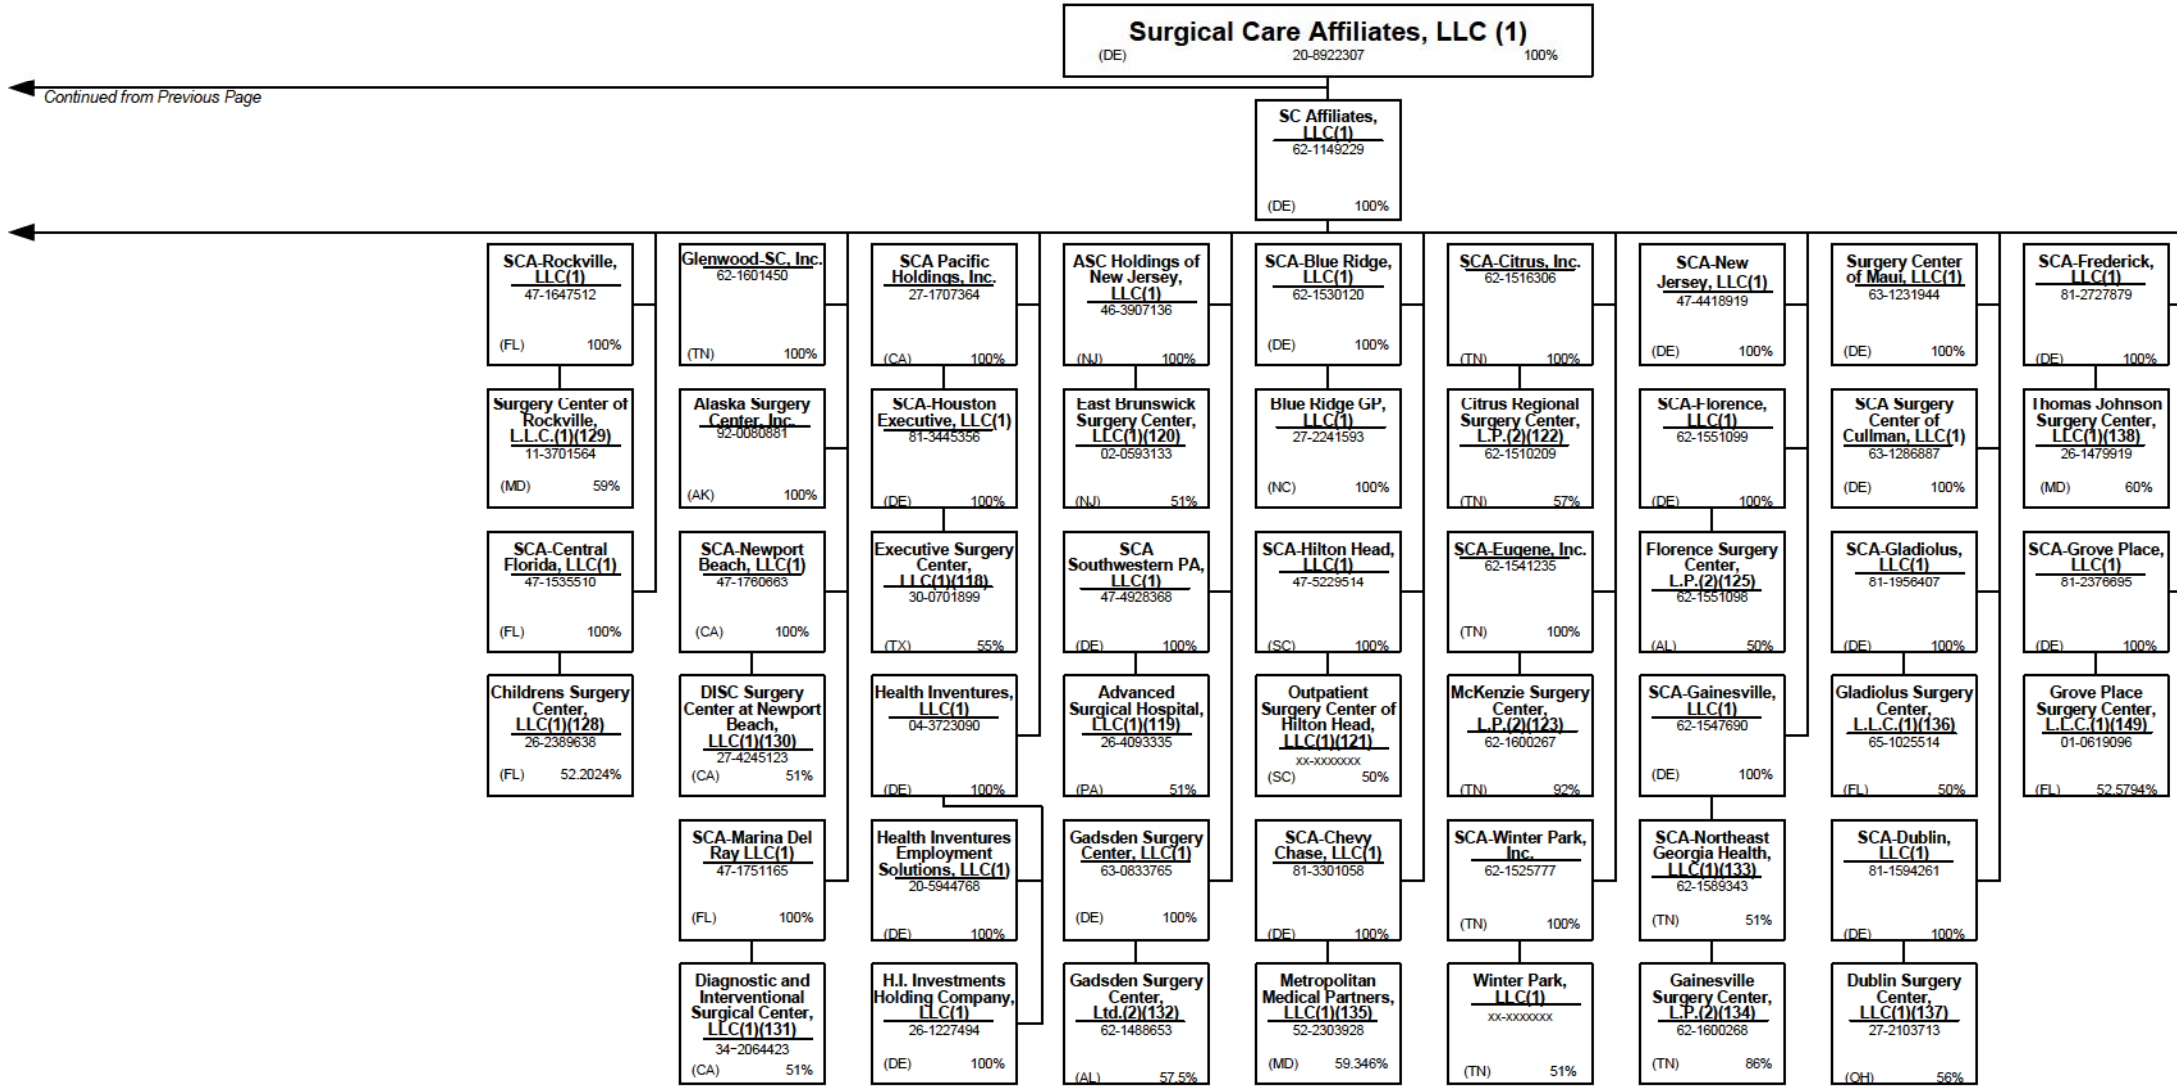 Surgical Care Affiliates, LLC (1)
(DE) 20-8922307 100%
Continued from Previous Page
SC Affiliates,
LLC(1)
62-1149229
(DE) 100%
SCA-Rockville,
LLC(1)
47-1647512
(FL) 100%
Surgery Center of
Rockville,
L.L.C.(1)(129)
11-3701564
(MD) 59%
SCA-Central
Florida, LLC(1)
47-1535510
(FL) 100%
Childrens Surgery
Center,
LLC(1)(128)
26-2389638
(FL) 52.2024%
Glenwood-SC, Inc.
62-1601450
(TN) 100%
Alaska Surgery
Center, Inc.
92-0080881
(AK) 100%
SCA-Newport
Beach, LLC(1)
47-1760663
(CA) 100%
DISC Surgery
Center at Newport
Beach,
LLC(1)(130)
27-4245123
(CA) 51%
SCA-Marina Del
Ray LLC(1)
47-1751165
(FL) 100%
Diagnostic and
Interventional
Surgical Center,
LLC(1)(131)
34-2064423
(CA) 51%
SCA Pacific
Holdings, Inc.
27-1707364
(CA) 100%
SCA-Houston
Executive, LLC(1)
81-3445356
(DE) 100%
Executive Surgery
Center,
LLC(1)(118)
30-0701899
(TX) 55%
Health Inventures,
LLC(1)
04-3723090
(DE) 100%
Health Inventures
Employment
Solutions, LLC(1)
20-5944768
(DE) 100%
H.I. Investments
Holding Company,
LLC(1)
26-1227494
(DE) 100%
ASC Holdings of
New Jersey,
LLC(1)
46-3907136
(NJ) 100%
East Brunswick
Surgery Center,
LLC(1)(120)
02-0593133
(NJ) 51%
SCA
Southwestern PA,
LLC(1)
47-4928368
(DE) 100%
Advanced
Surgical Hospital,
LLC(1)(119)
26-4093335
(PA) 51%
Gadsden Surgery
Center, LLC(1)
63-0833765
(DE) 100%
Gadsden Surgery
Center,
Ltd.(2)(132)
62-1488653
(AL) 57.5%
SCA-Blue Ridge,
LLC(1)
62-1530120
(DE) 100%
Blue Ridge GP,
LLC(1)
27-2241593
(NC) 100%
SCA-Hilton Head,
LLC(1)
47-5229514
(SC) 100%
Outpatient
Surgery Center of
Hilton Head,
LLC(1)(121)
xx-xxxxxxx
(SC) 50%
SCA-Chevy
Chase, LLC(1)
81-3301058
(DE) 100%
Metropolitan
Medical Partners,
LLC(1)(135)
52-2303928
(MD) 59.346%
SCA-Citrus, Inc.
62-1516306
(TN) 100%
Citrus Regional
Surgery Center,
L.P.(2)(122)
62-1510209
(TN) 57%
SCA-Eugene, Inc.
62-1541235
(TN) 100%
McKenzie Surgery
Center,
L.P.(2)(123)
62-1600267
(TN) 92%
SCA-Winter Park,
Inc.
62-1525777
(TN) 100%
Winter Park,
LLC(1)
xx-xxxxxxx
(TN) 51%
SCA-New
Jersey, LLC(1)
47-4418919
(DE) 100%
SCA-Florence,
LLC(1)
62-1551099
(DE) 100%
Florence Surgery
Center,
L.P.(2)(125)
62-1551098
(AL) 50%
SCA-Gainesville,
LLC(1)
62-1547690
(DE) 100%
SCA-Northeast
Georgia Health,
LLC(1)(133)
62-1589343
(TN) 51%
Gainesville
Surgery Center,
L.P.(2)(134)
62-1600268
(TN) 86%
Surgery Center
of Maui, LLC(1)
63-1231944
(DE) 100%
SCA Surgery
Center of
Cullman, LLC(1)
63-1286887
(DE) 100%
SCA-Gladiolus,
LLC(1)
81-1956407
(DE) 100%
Gladiolus Surgery
Center,
L.L.C.(1)(136)
65-1025514
(FL) 50%
SCA-Dublin,
LLC(1)
81-1594261
(DE) 100%
Dublin Surgery
Center,
LLC(1)(137)
27-2103713
(OH) 56%
SCA-Frederick,
LLC(1)
81-2727879
(DE) 100%
Thomas Johnson
Surgery Center,
LLC(1)(138)
26-1479919
(MD) 60%
SCA-Grove Place,
LLC(1)
81-2376695
(DE) 100%
Grove Place
Surgery Center,
L.L.C.(1)(149)
01-0619096
(FL) 52.5794%